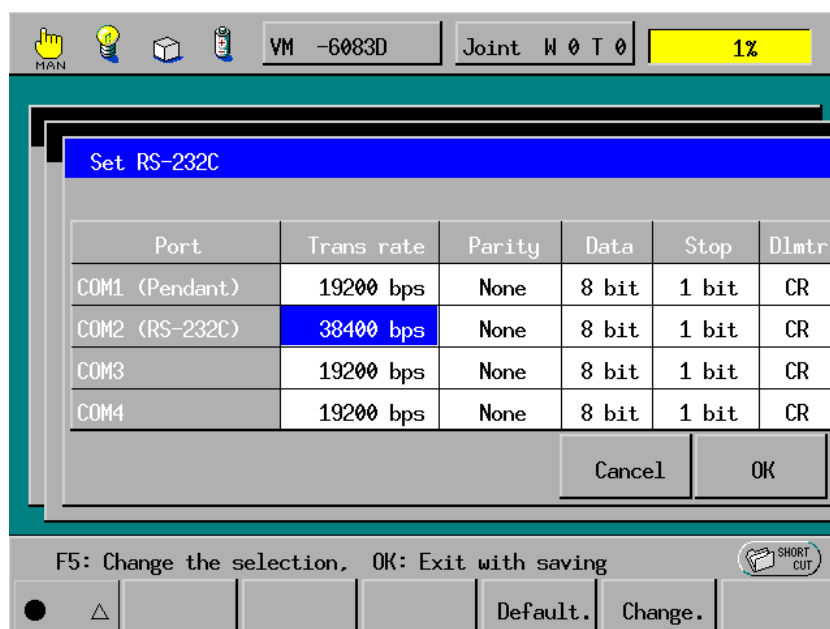 MAN VM -6083D Joint W 0 T 0 1%
Set RS-232C
Port Trans rate Parity Data Stop Dlmtr
COM1 (Pendant) 19200 bps None 8 bit 1 bit CR
COM2 (RS-232C) 38400 bps None 8 bit 1 bit CR
COM3 19200 bps None 8 bit 1 bit CR
COM4 19200 bps None 8 bit 1 bit CR
Cancel OK
F5: Change the selection, OK: Exit with saving SHORT CUT
Default. Change.